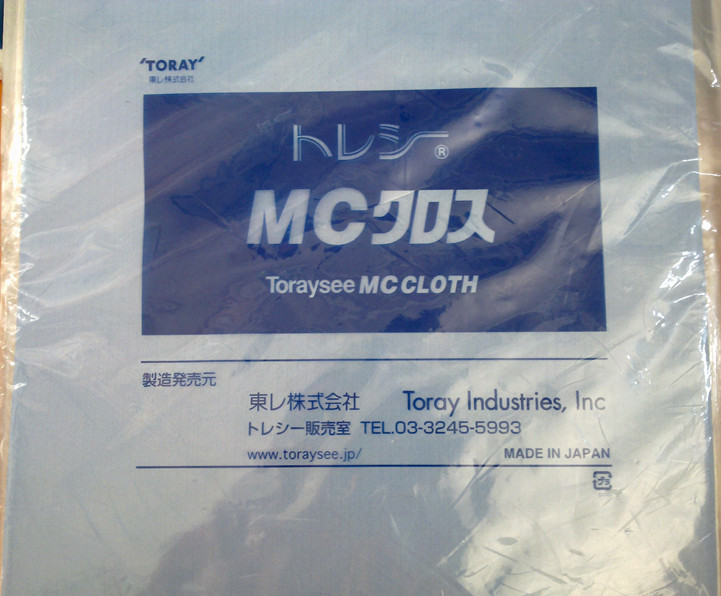 'TORAY'
東レ株式会社
トレシー®
MCクロス
Toraysee MC CLOTH
製造発売元
東レ株式会社 Toray Industries, Inc
トレシー販売室 TEL.03-3245-5993
www.toraysee.jp/ MADE IN JAPAN
プラ